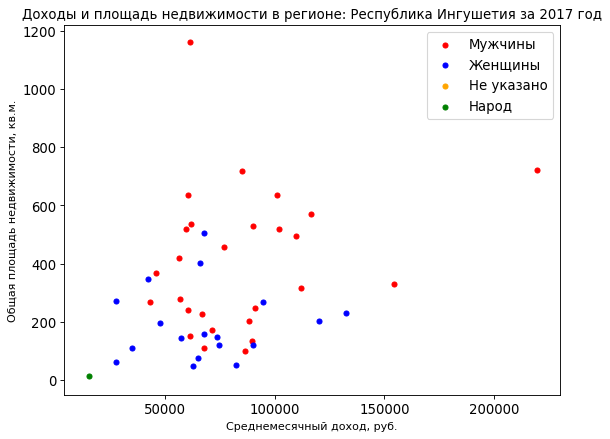 Доходы и площадь недвижимости в регионе: Республика Ингушетия за 2017 год
Мужчины
Женщины
Не указано
Народ
Общая площадь недвижимости, кв.м.
1200
1000
800
600
400
200
0
50000 100000 150000 200000
Среднемесячный доход, руб.